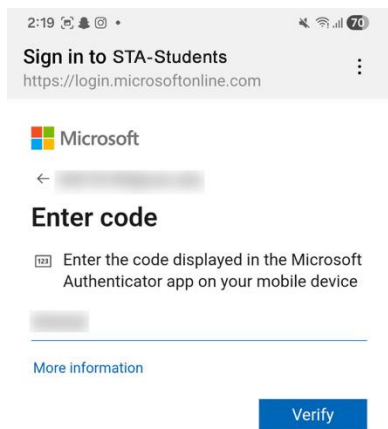 2:19
70
Sign in to STA-Students
https://login.microsoftonline.com
Microsoft
Enter code
123 Enter the code displayed in the Microsoft
Authenticator app on your mobile device
More information
Verify